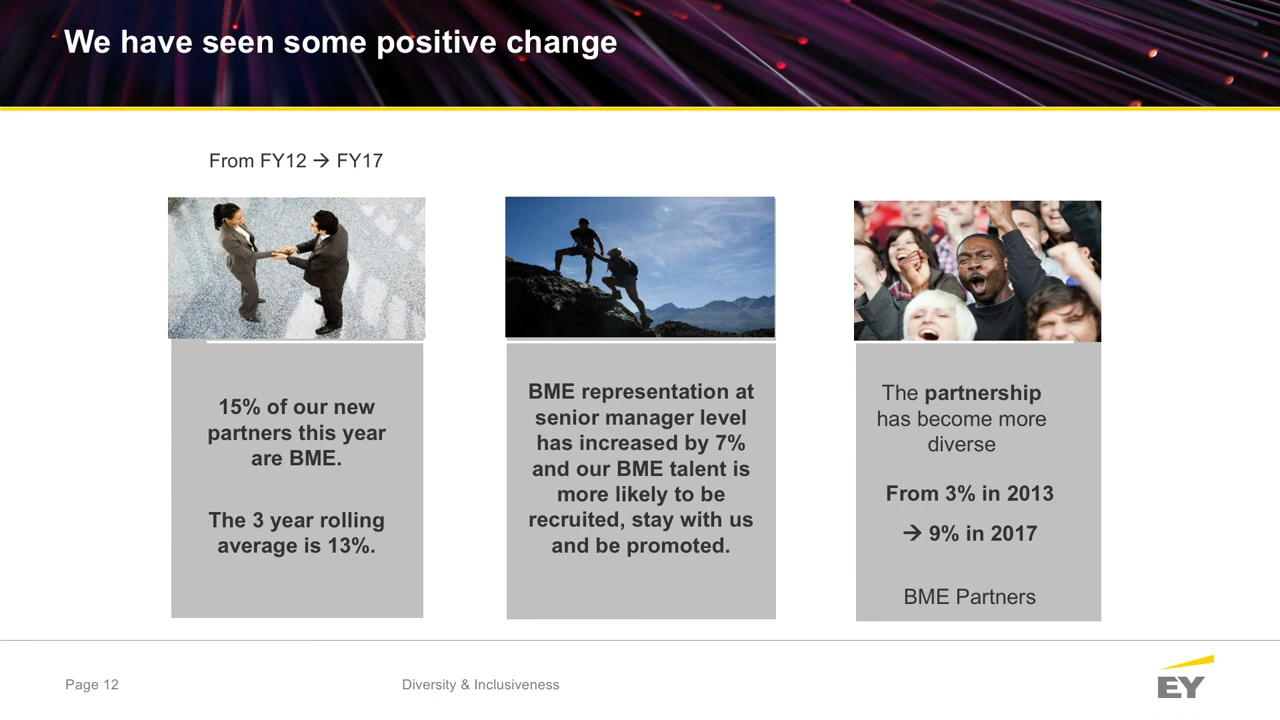 We have seen some positive change
From FY12 → FY17
15% of our new
partners this year
are BME.
The 3 year rolling
average is 13%.
BME representation at
senior manager level
has increased by 7%
and our BME talent is
more likely to be
recruited, stay with us
and be promoted.
The partnership
has become more
diverse
From 3% in 2013
→ 9% in 2017
BME Partners
Page 12
Diversity & Inclusiveness
EY